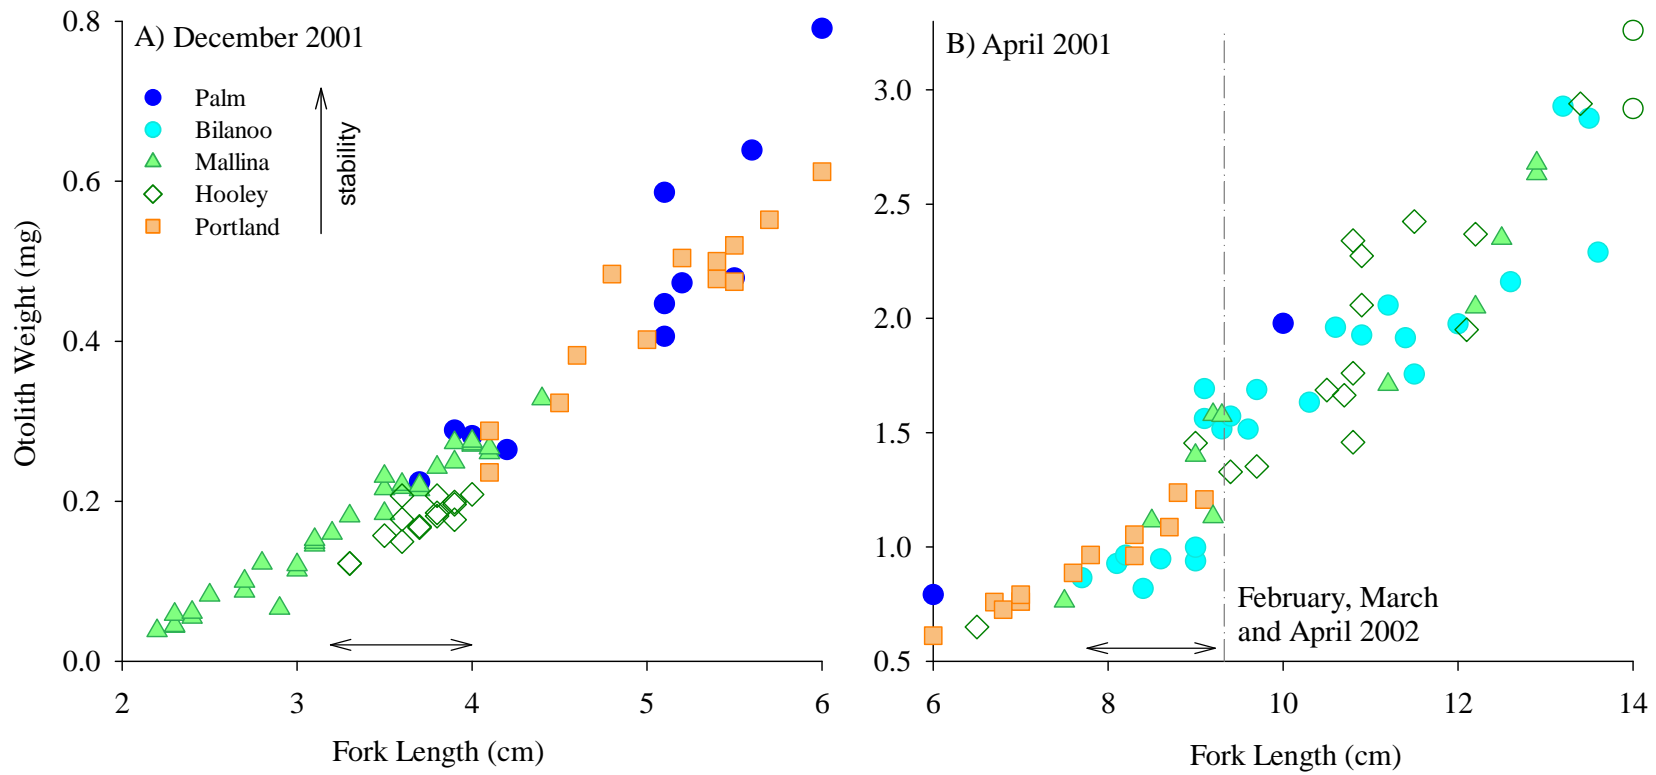 A) December 2001
Palm
Bilanoo
Mallina
Hooley
Portland
stability
Otolith Weight (mg)
0.8
0.6
0.4
0.2
0.0
2 3 4 5 6
Fork Length (cm)
B) April 2001
3.0
2.5
2.0
1.5
1.0
0.5
February, March
and April 2002
6 8 10 12 14
Fork Length (cm)